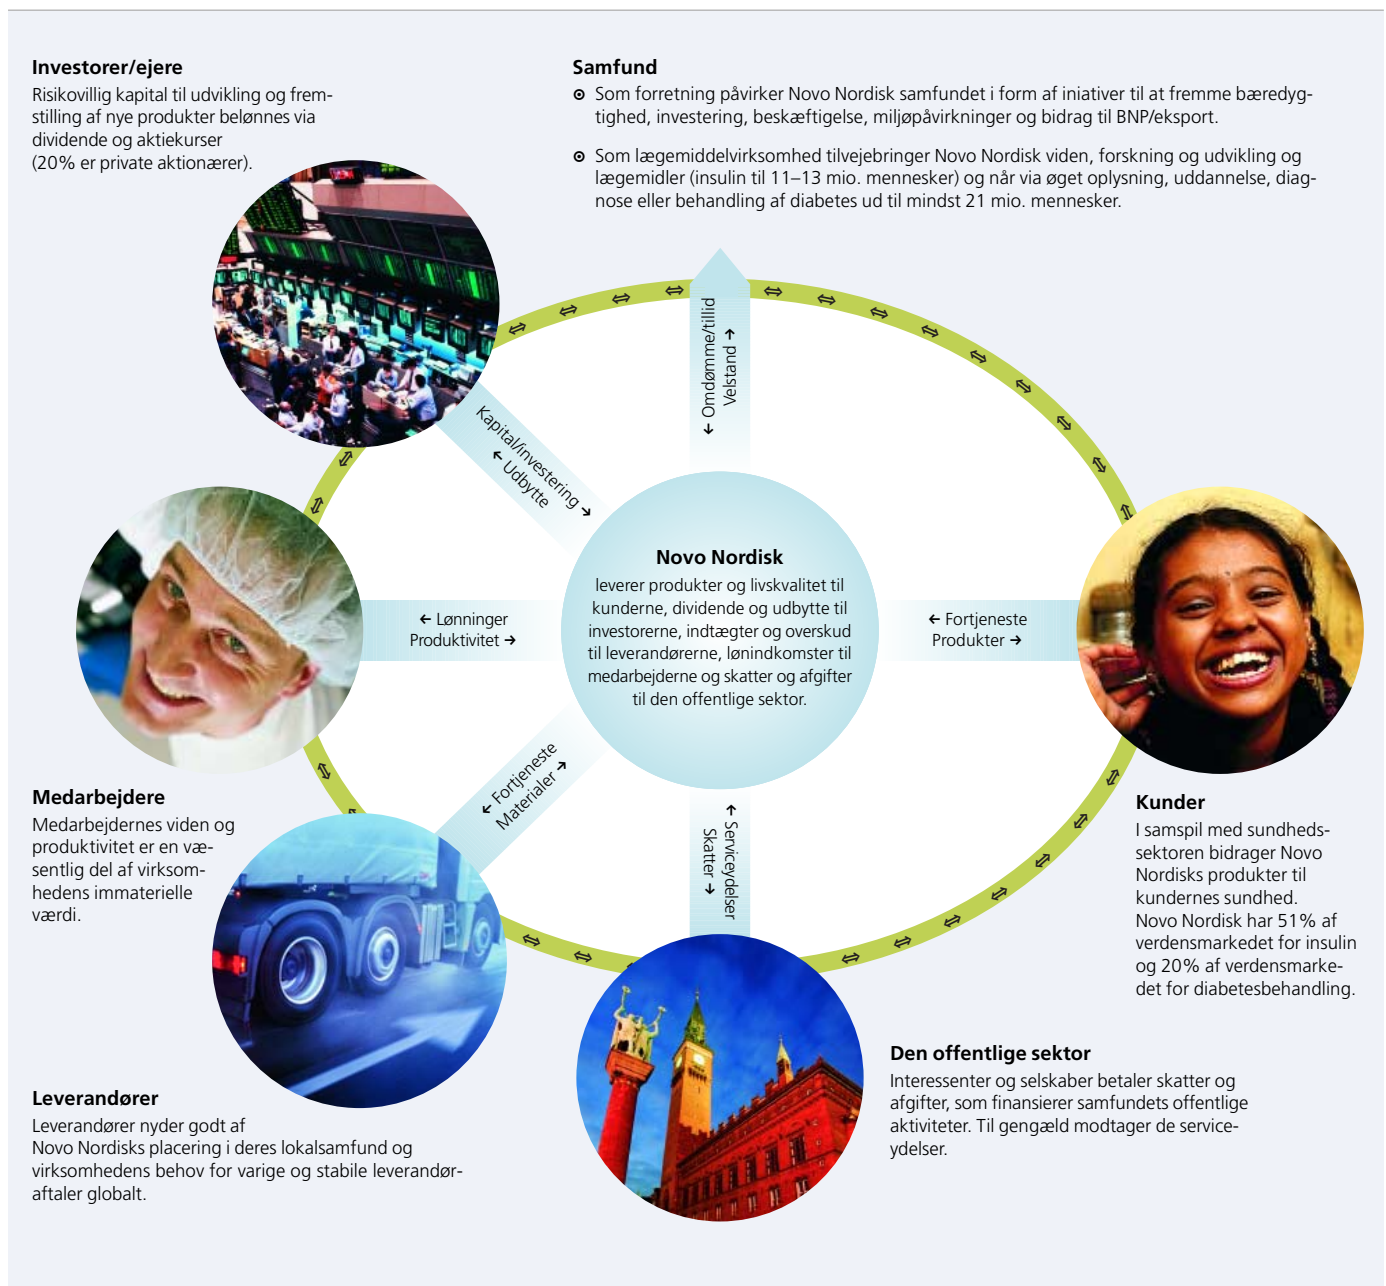 Investorer/ejere
Risikovillig kapital til udvikling og frem-
stilling af nye produkter belønnes via
dividende og aktiekurser
(20% er private aktionærer).
Samfund
Som forretning påvirker Novo Nordisk samfundet i form af iniativer til at fremme bæredyg-
tighed, investering, beskæftigelse, miljøpåvirkninger og bidrag til BNP/eksport.
Som lægemiddelvirksomhed tilvejebringer Novo Nordisk viden, forskning og udvikling og
lægemidler (insulin til 11–13 mio. mennesker) og når via øget oplysning, uddannelse, diag-
nose eller behandling af diabetes ud til mindst 21 mio. mennesker.
← Omdømme/tillid
Velstand →
Kapital/investering →
← Udbytte
Novo Nordisk
leverer produkter og livskvalitet til
kunderne, dividende og udbytte til
investorerne, indtægter og overskud
til leverandørerne, lønindkomster til
medarbejderne og skatter og afgifter
til den offentlige sektor.
← Lønninger
Produktivitet →
← Fortjeneste
Produkter →
← Fortjeneste
Materialer →
← Serviceydelser
Skatter →
Medarbejdere
Medarbejdernes viden og
produktivitet er en væ-
sentlig del af virksom-
hedens immaterielle
værdi.
Kunder
I samspil med sundheds-
sektoren bidrager Novo
Nordisks produkter til
kundernes sundhed.
Novo Nordisk har 51% af
verdensmarkedet for insulin
og 20% af verdensmarke-
det for diabetesbehandling.
Leverandører
Leverandører nyder godt af
Novo Nordisks placering i deres lokalsamfund og
virksomhedens behov for varige og stabile leverandør-
aftaler globalt.
Den offentlige sektor
Interessenter og selskaber betaler skatter og
afgifter, som finansierer samfundets offentlige
aktiviteter. Til gengæld modtager de service-
ydelser.